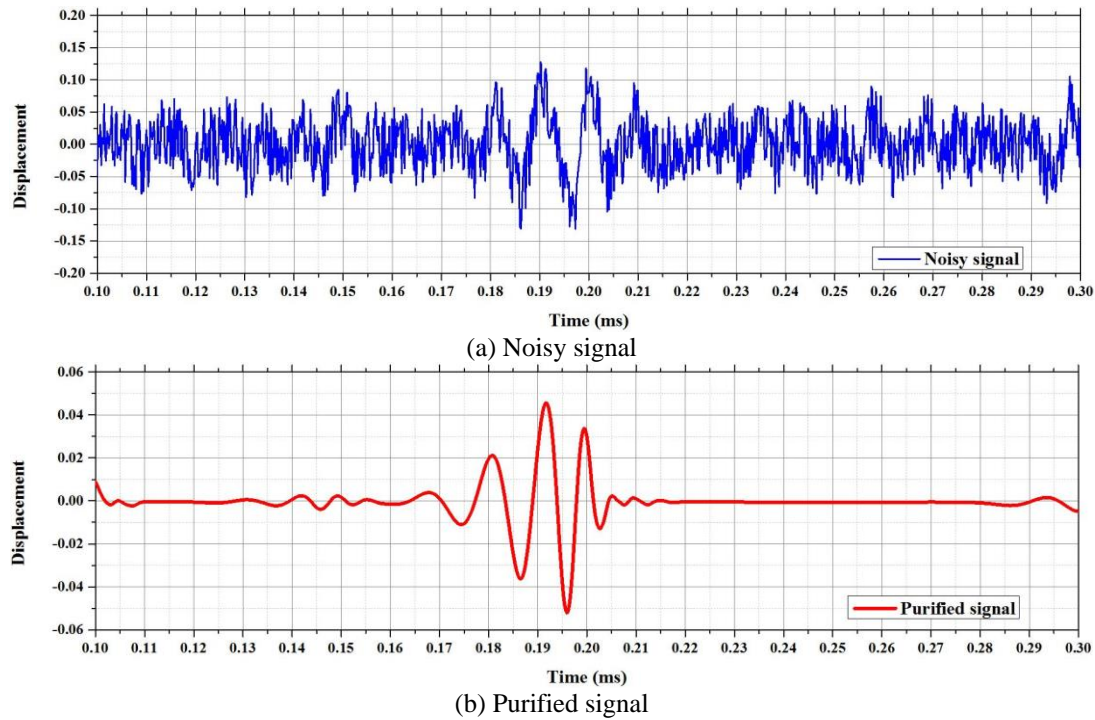 0.20
0.15
0.10
0.05
0.00
-0.05
-0.10
-0.15
-0.20
Displacement
Noisy signal
0.10 0.11 0.12 0.13 0.14 0.15 0.16 0.17 0.18 0.19 0.20 0.21 0.22 0.23 0.24 0.25 0.26 0.27 0.28 0.29 0.30
Time (ms)
(a) Noisy signal
0.06
0.04
0.02
0.00
-0.02
-0.04
-0.06
Displacement
Purified signal
0.10 0.11 0.12 0.13 0.14 0.15 0.16 0.17 0.18 0.19 0.20 0.21 0.22 0.23 0.24 0.25 0.26 0.27 0.28 0.29 0.30
Time (ms)
(b) Purified signal